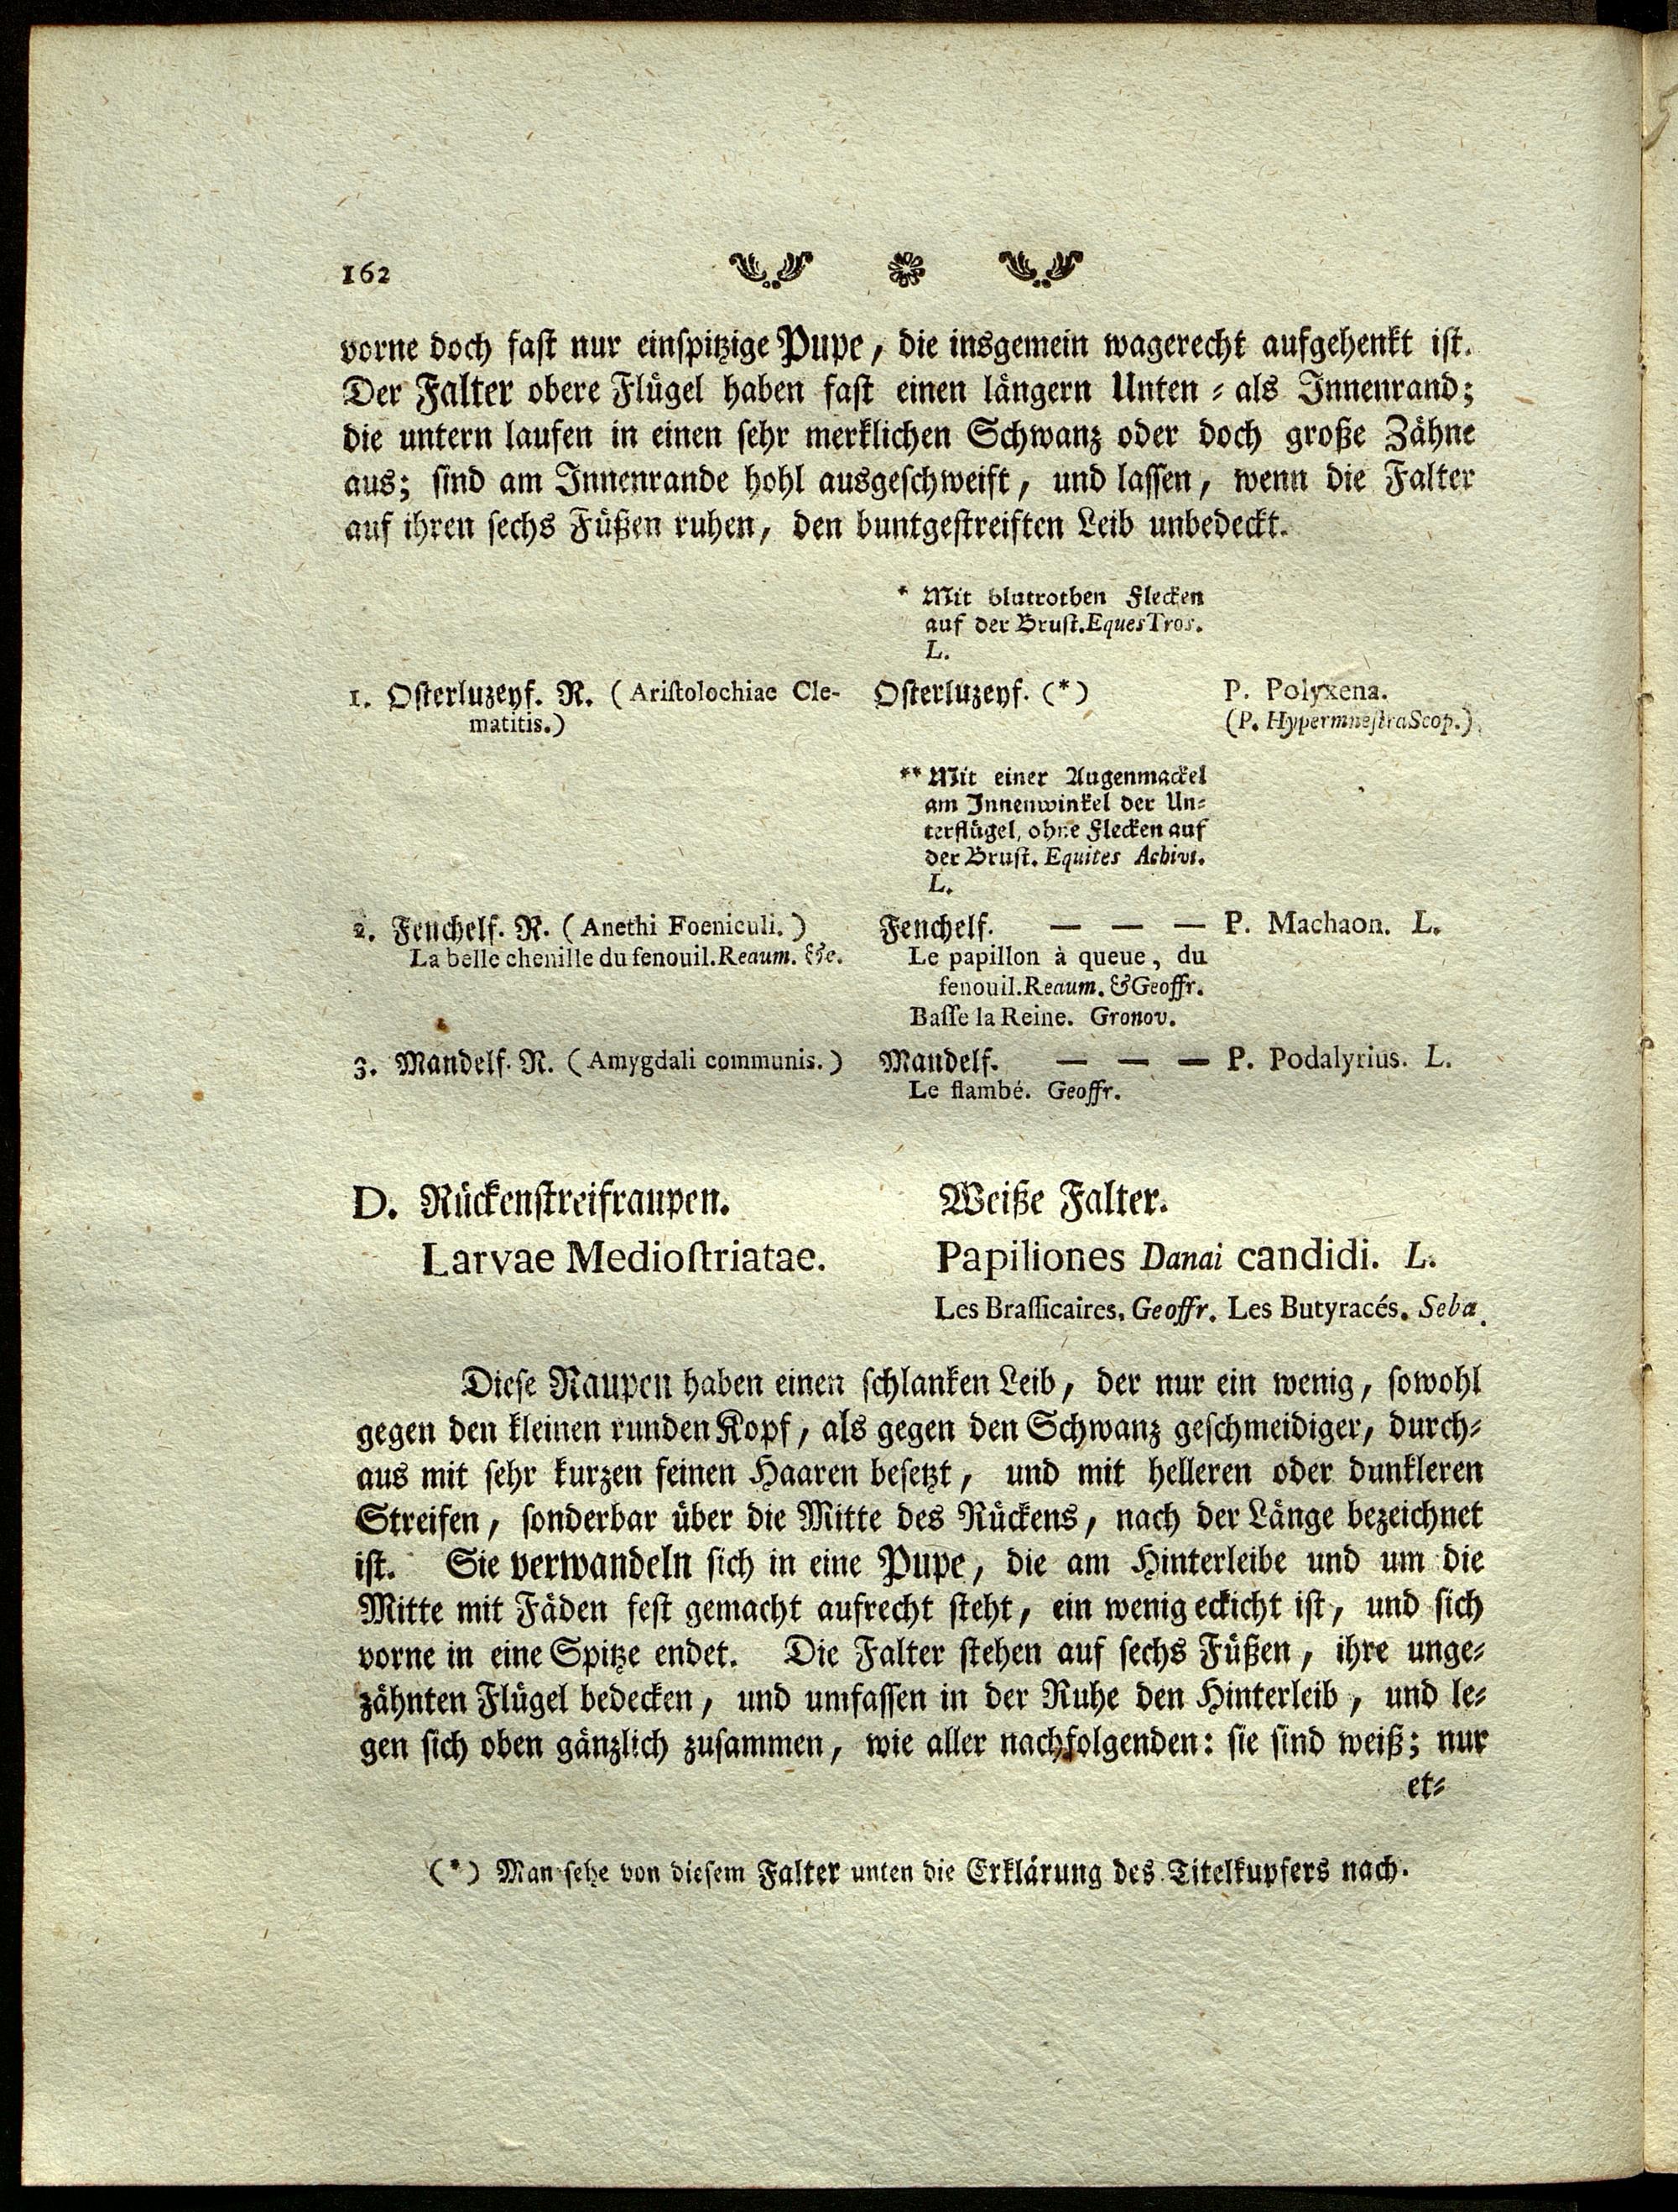 162
vorne doch fast nur einspitzige Pupe, die insgemein wagerecht aufgehenkt ist.
Der Falter obere Flügel haben fast einen längern Unten = als Innenrand;
die untern laufen in einen sehr merklichen Schwanz oder doch große Zähne
aus; sind am Innenrande hohl ausgeschweift, und lassen, wenn die Falter
auf ihren sechs Füßen ruhen, den buntgestreiften Leib unbedeckt.
* Mit blutrothen Flecken
auf der Brust. Eques Tros.
L.
1. Osterluzeyf. R. (Aristolochiae Cle- Osterluzeyf. (*) P. Polyxena.
matitis.) (P. Hypermnestra Scop.)
** Mit einer Augenmackel
am Innenwinkel der Un=
terflügel, ohne Flecken auf
der Brust. Equites Achivi.
L.
2. Fenchelf. R. (Anethi Foeniculi.) Fenchelf. — — — P. Machaon. L.
La belle chenille du fenouil. Reaum. &c. Le papillon à queue, du
fenouil. Reaum. & Geoffr.
Basse la Reine. Gronov.
3. Mandelf. R. (Amygdali communis.) Mandelf. — — — P. Podalyrius. L.
Le flambé. Geoffr.
D. Rückenstreifraupen. Weiße Falter.
Larvae Mediostriatae. Papiliones Danai candidi. L.
Les Brassicaires. Geoffr. Les Butyracés. Seba.
Diese Raupen haben einen schlanken Leib, der nur ein wenig, sowohl
gegen den kleinen runden Kopf, als gegen den Schwanz geschmeidiger, durch=
aus mit sehr kurzen feinen Haaren besetzt, und mit helleren oder dunkleren
Streifen, sonderbar über die Mitte des Rückens, nach der Länge bezeichnet
ist. Sie verwandeln sich in eine Pupe, die am Hinterleibe und um die
Mitte mit Fäden fest gemacht aufrecht steht, ein wenig eckicht ist, und sich
vorne in eine Spitze endet. Die Falter stehen auf sechs Füßen, ihre unge=
zähnten Flügel bedecken, und umfassen in der Ruhe den Hinterleib, und le=
gen sich oben gänzlich zusammen, wie aller nachfolgenden: sie sind weiß; nur
et=
(*) Man sehe von diesem Falter unten die Erklärung des Titelkupfers nach.